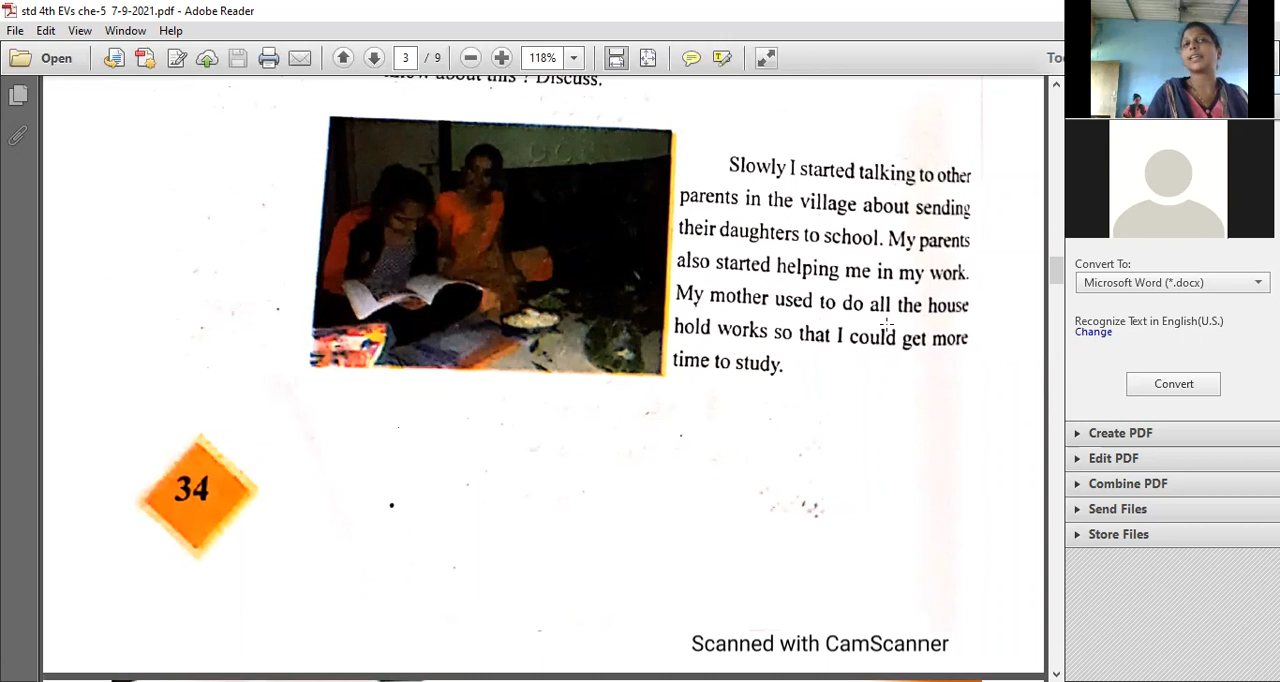 std 4th EVs che-5 7-9-2021.pdf - Adobe Reader
File Edit View Window Help
Open 3 / 9 118%
know about this ? Discuss.
Slowly I started talking to other
parents in the village about sending
their daughters to school. My parents
also started helping me in my work.
My mother used to do all the house
hold works so that I could get more
time to study.
34
Scanned with CamScanner
Convert To:
Microsoft Word (*.docx)
Recognize Text in English(U.S.)
Change
Convert
Create PDF
Edit PDF
Combine PDF
Send Files
Store Files